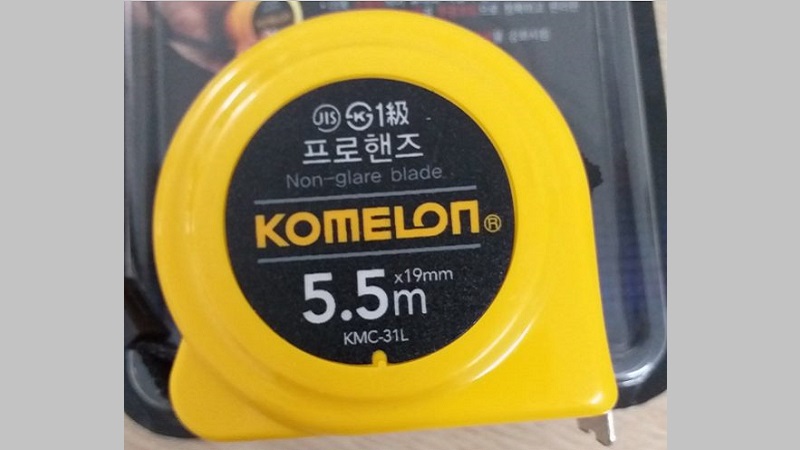 JIS K 1級
프로핸즈
Non-glare blade
KOMELON®
5.5m x19mm
KMC-31L